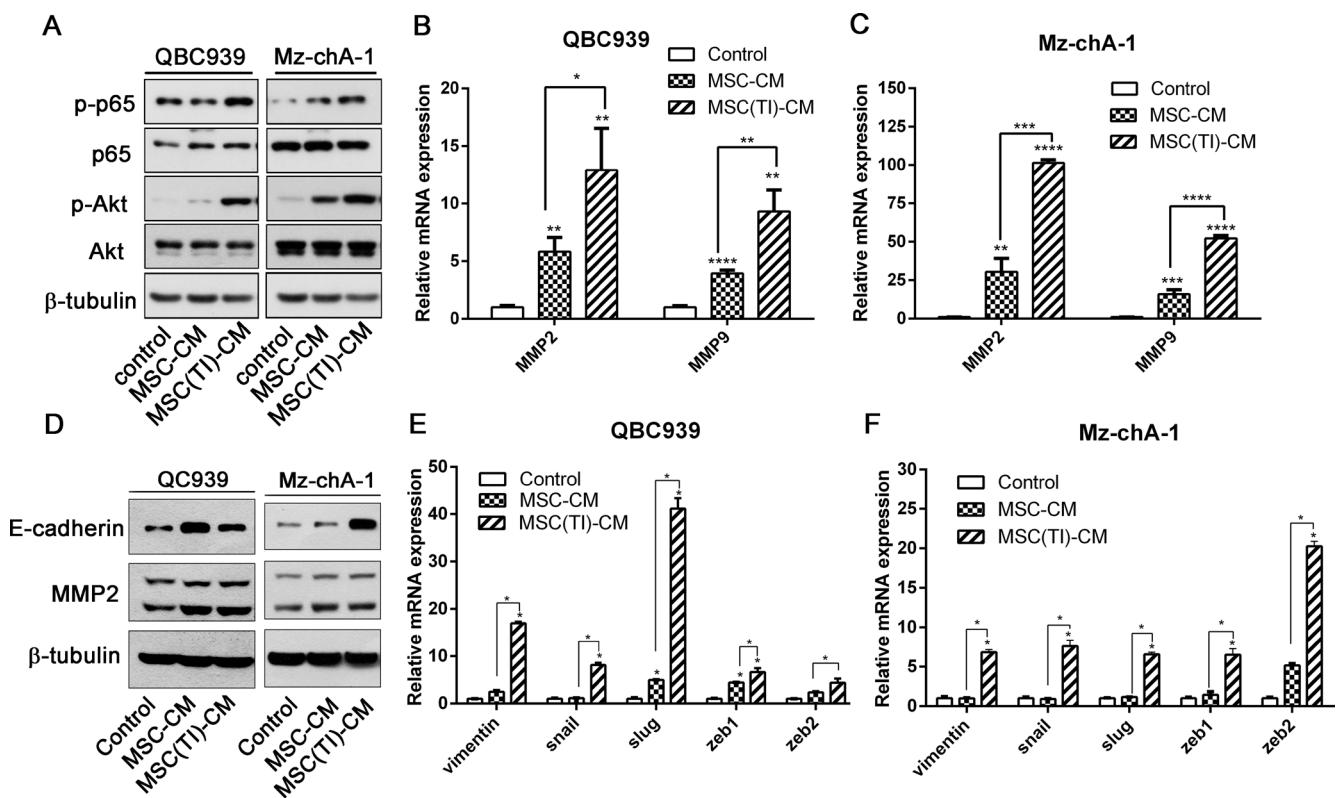 A
QBC939 Mz-chA-1
p-p65
p65
p-Akt
Akt
β-tubulin
control
MSC-CM
MSC(TI)-CM
control
MSC-CM
MSC(TI)-CM
B
QBC939
Control
MSC-CM
MSC(TI)-CM
Relative mRNA expression
20
15
10
5
0
*
**
**
**
****
**
MMP2
MMP9
C
Mz-chA-1
Control
MSC-CM
MSC(TI)-CM
Relative mRNA expression
150
125
100
75
50
25
0
***
****
**
****
****
***
MMP2
MMP9
D
QC939 Mz-chA-1
E-cadherin
MMP2
β-tubulin
Control
MSC-CM
MSC(TI)-CM
Control
MSC-CM
MSC(TI)-CM
E
QBC939
Control
MSC-CM
MSC(TI)-CM
Relative mRNA expression
50
40
30
20
10
0
*
*
*
*
*
*
*
*
*
*
*
vimentin
snail
slug
zeb1
zeb2
F
Mz-chA-1
Control
MSC-CM
MSC(TI)-CM
Relative mRNA expression
30
25
20
15
10
5
0
*
*
*
*
*
*
*
*
*
*
vimentin
snail
slug
zeb1
zeb2